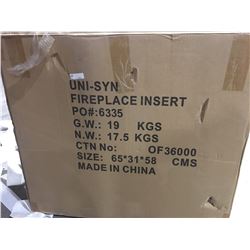 UNI-SYN
FIREPLACE INSERT
PO#:6335
G.W.: 19 KGS
N.W.: 17.5 KGS
CTN No: OF36000
SIZE: 65*31*58 CMS
MADE IN CHINA